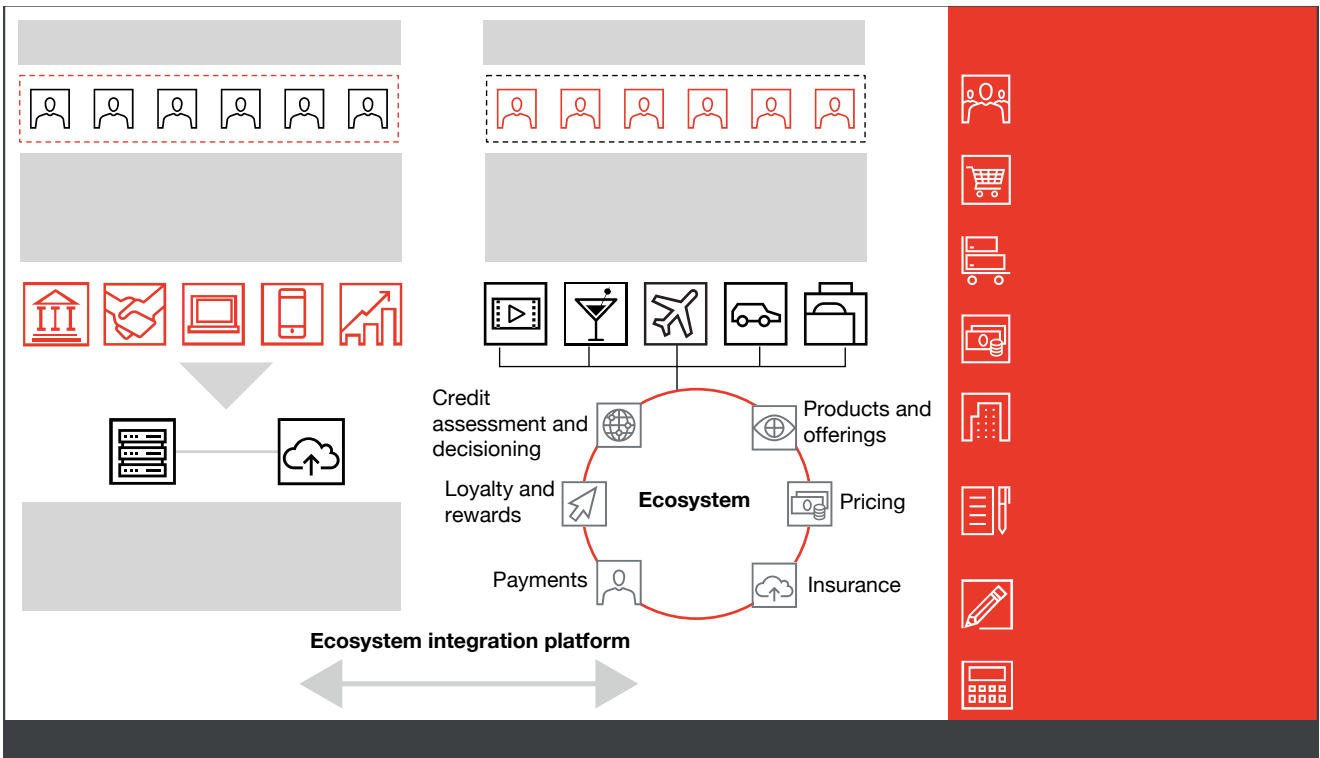 Credit
assessment and
decisioning
Products and
offerings
Loyalty and
rewards
Ecosystem
Pricing
Payments
Insurance
Ecosystem integration platform